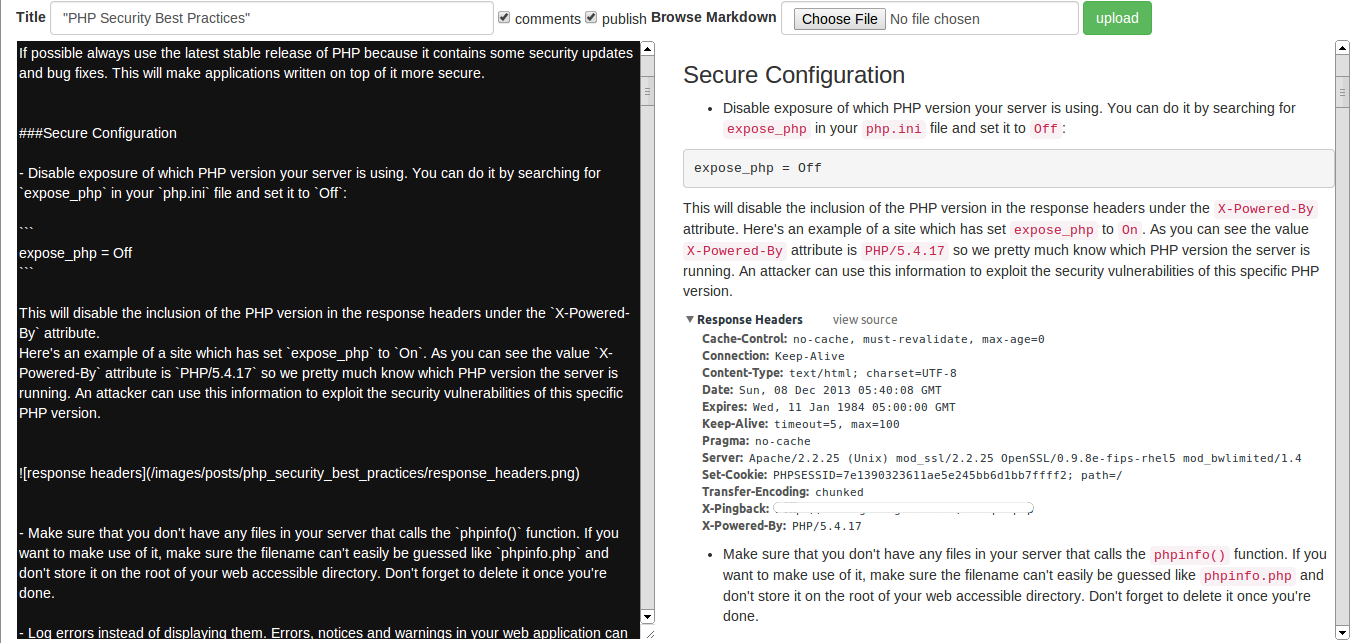 Title "PHP Security Best Practices" comments publish Browse Markdown Choose File No file chosen upload
If possible always use the latest stable release of PHP because it contains some security updates
and bug fixes. This will make applications written on top of it more secure.
###Secure Configuration
- Disable exposure of which PHP version your server is using. You can do it by searching for
`expose_php` in your `php.ini` file and set it to `Off`:
```
expose_php = Off
```
This will disable the inclusion of the PHP version in the response headers under the `X-Powered-
By` attribute.
Here's an example of a site which has set `expose_php` to `On`. As you can see the value `X-
Powered-By` attribute is `PHP/5.4.17` so we pretty much know which PHP version the server is
running. An attacker can use this information to exploit the security vulnerabilities of this specific
PHP version.
![response headers](/images/posts/php_security_best_practices/response_headers.png)
- Make sure that you don't have any files in your server that calls the `phpinfo()` function. If you
want to make use of it, make sure the filename can't easily be guessed like `phpinfo.php` and
don't store it on the root of your web accessible directory. Don't forget to delete it once you're
done.
- Log errors instead of displaying them. Errors, notices and warnings in your web application can
Secure Configuration
• Disable exposure of which PHP version your server is using. You can do it by searching for
expose_php in your php.ini file and set it to Off :
expose_php = Off
This will disable the inclusion of the PHP version in the response headers under the X-Powered-By
attribute. Here's an example of a site which has set expose_php to On . As you can see the value
X-Powered-By attribute is PHP/5.4.17 so we pretty much know which PHP version the server is
running. An attacker can use this information to exploit the security vulnerabilities of this specific PHP
version.
▼ Response Headers view source
Cache-Control: no-cache, must-revalidate, max-age=0
Connection: Keep-Alive
Content-Type: text/html; charset=UTF-8
Date: Sun, 08 Dec 2013 05:40:08 GMT
Expires: Wed, 11 Jan 1984 05:00:00 GMT
Keep-Alive: timeout=5, max=100
Pragma: no-cache
Server: Apache/2.2.25 (Unix) mod_ssl/2.2.25 OpenSSL/0.9.8e-fips-rhel5 mod_bwlimited/1.4
Set-Cookie: PHPSESSID=7e1390323611ae5e245bb6d1bb7ffff2; path=/
Transfer-Encoding: chunked
X-Pingback:
X-Powered-By: PHP/5.4.17
• Make sure that you don't have any files in your server that calls the phpinfo() function. If you
want to make use of it, make sure the filename can't easily be guessed like phpinfo.php and
don't store it on the root of your web accessible directory. Don't forget to delete it once you're
done.